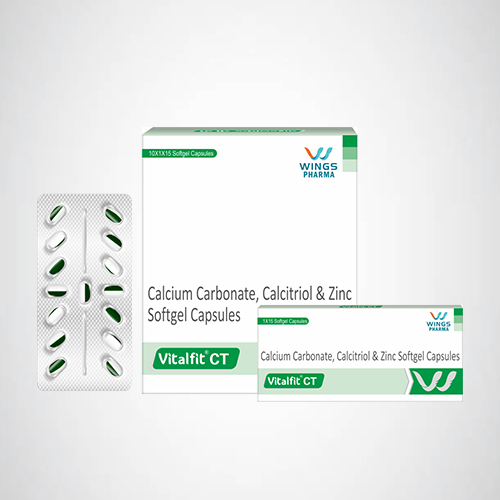 10X1X15 Softgel Capsules
WINGS
PHARMA
Calcium Carbonate, Calcitriol & Zinc
Softgel Capsules
Vitalfit® CT
1X15 Softgel Capsules
WINGS
PHARMA
Calcium Carbonate, Calcitriol & Zinc Softgel Capsules
Vitalfit® CT